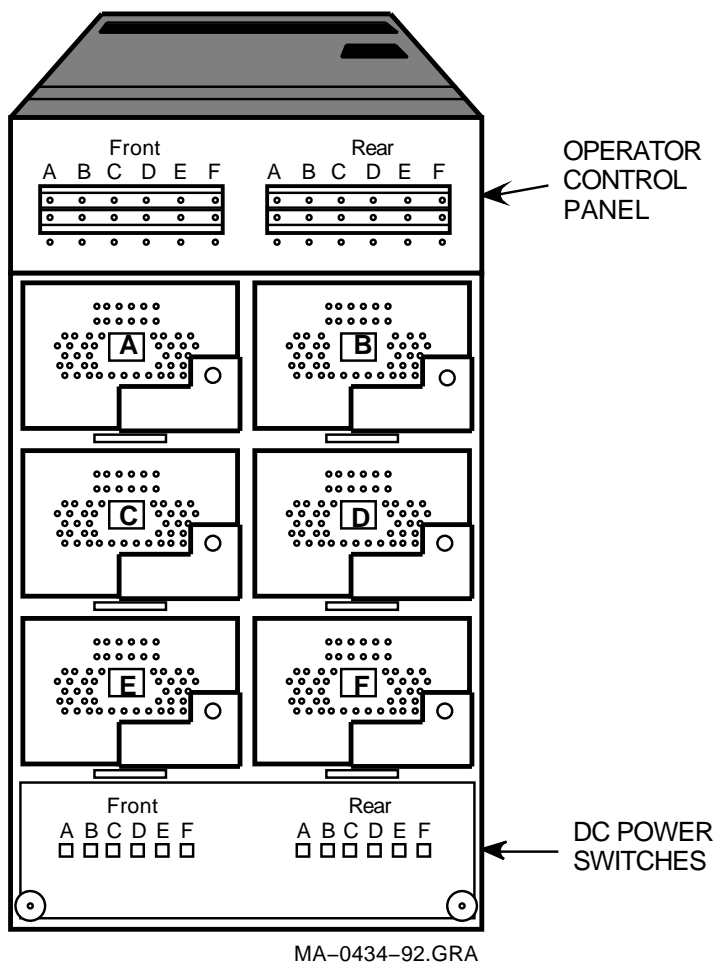 Front Rear
A B C D E F A B C D E F
OPERATOR
CONTROL
PANEL
A B
C D
E F
Front Rear
A B C D E F A B C D E F
DC POWER
SWITCHES
MA–0434–92.GRA